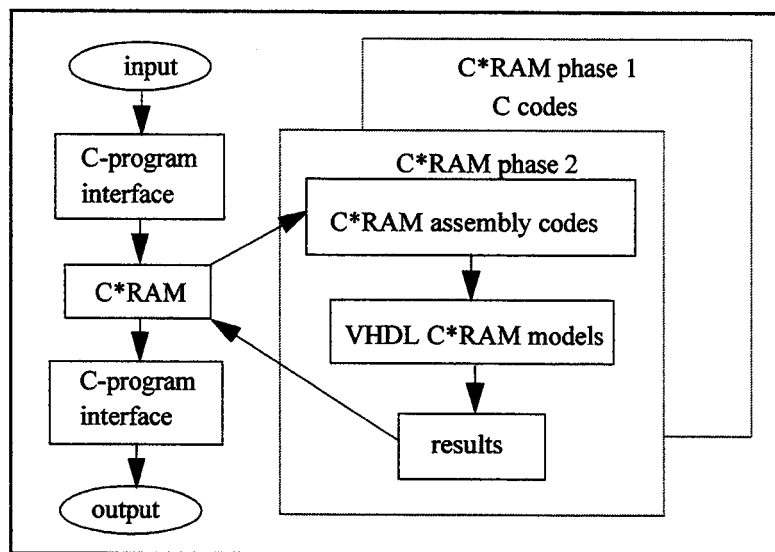 input
C-program
interface
C*RAM
C-program
interface
output
C*RAM phase 1
C codes
C*RAM phase 2
C*RAM assembly codes
VHDL C*RAM models
results